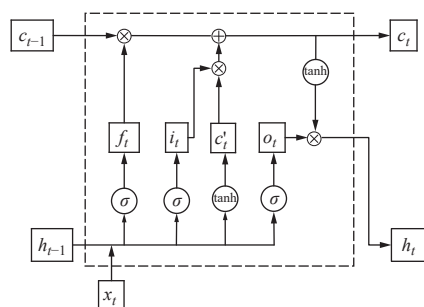 c_{t-1} ⊗ ⊕ c_t
tanh
⊗
f_t i_t c'_t o_t ⊗
σ σ tanh σ
h_{t-1} h_t
x_t